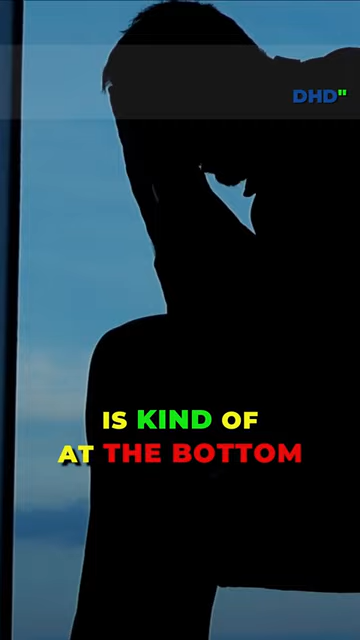 DHD"
IS KIND OF
AT THE BOTTOM